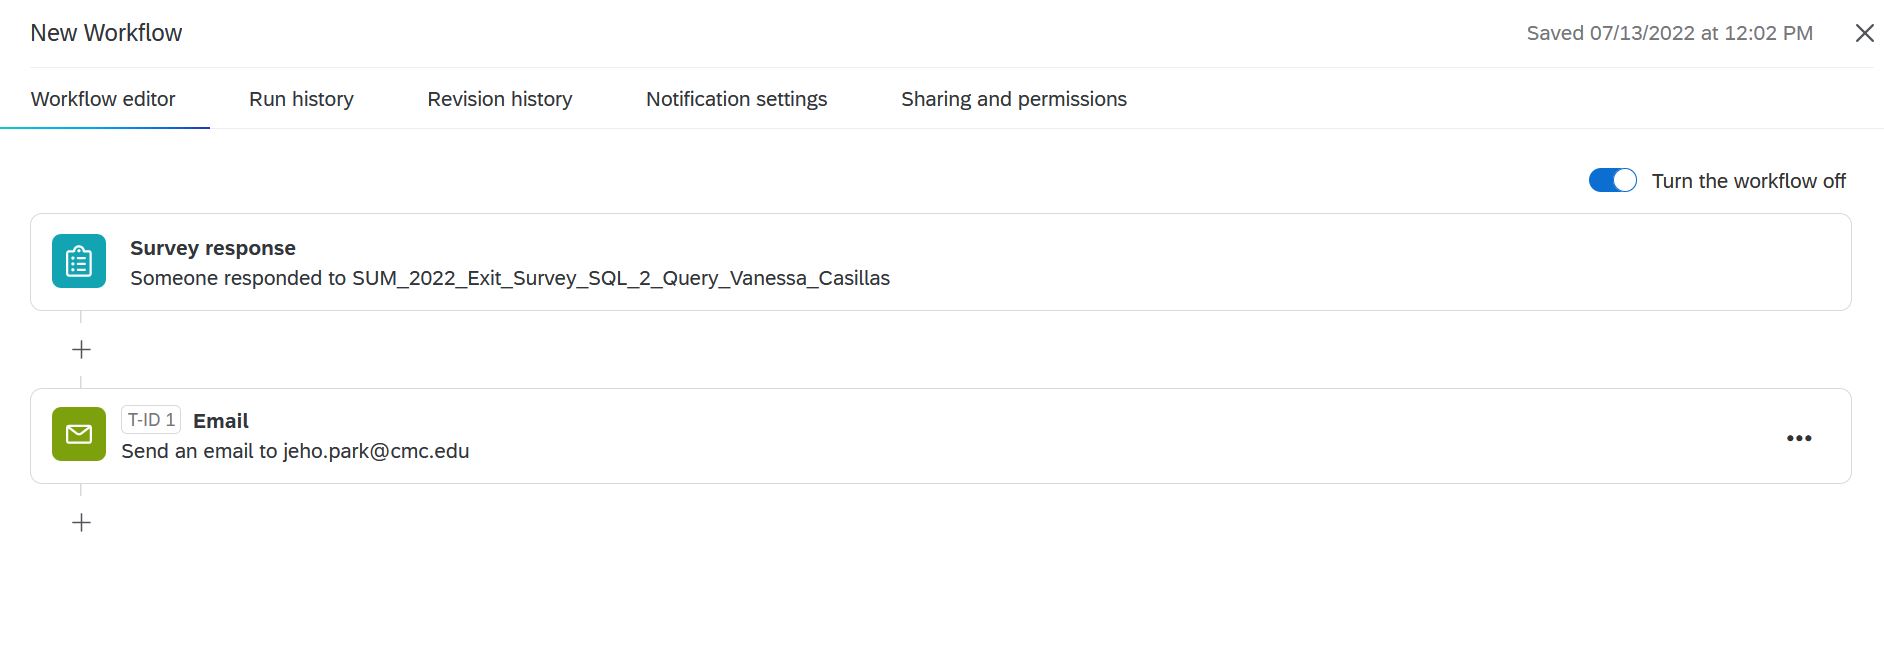 New Workflow
Saved 07/13/2022 at 12:02 PM
Workflow editor
Run history
Revision history
Notification settings
Sharing and permissions
Turn the workflow off
Survey response
Someone responded to SUM_2022_Exit_Survey_SQL_2_Query_Vanessa_Casillas
T-ID 1 Email
Send an email to jeho.park@cmc.edu